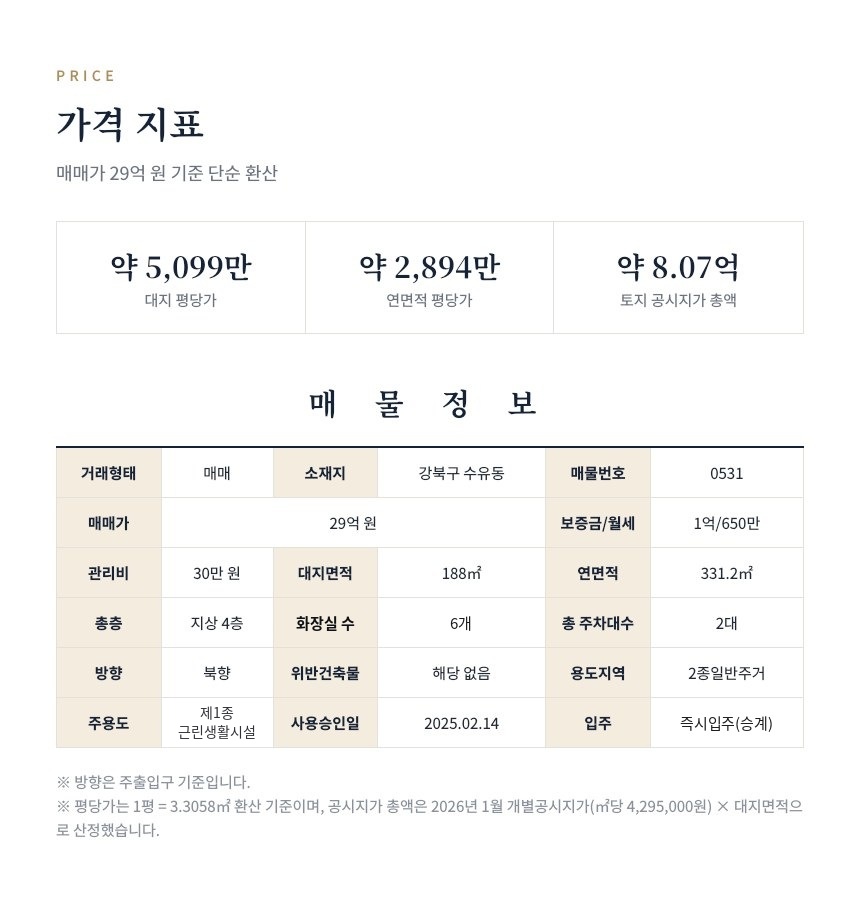 PRICE
가격 지표
매매가 29억 원 기준 단순 환산
약 5,099만 약 2,894만 약 8.07억
대지 평당가 연면적 평당가 토지 공시지가 총액
매 물 정 보
거래형태 매매 소재지 강북구 수유동 매물번호 0531
매매가 29억 원 보증금/월세 1억/650만
관리비 30만 원 대지면적 188㎡ 연면적 331.2㎡
총층 지상 4층 화장실 수 6개 총 주차대수 2대
방향 북향 위반건축물 해당 없음 용도지역 2종일반주거
주용도 제1종
근린생활시설 사용승인일 2025.02.14 입주 즉시입주(승계)
※ 방향은 주출입구 기준입니다.
※ 평당가는 1평 = 3.3058㎡ 환산 기준이며, 공시지가 총액은 2026년 1월 개별공시지가(㎡당 4,295,000원) × 대지면적으
로 산정했습니다.